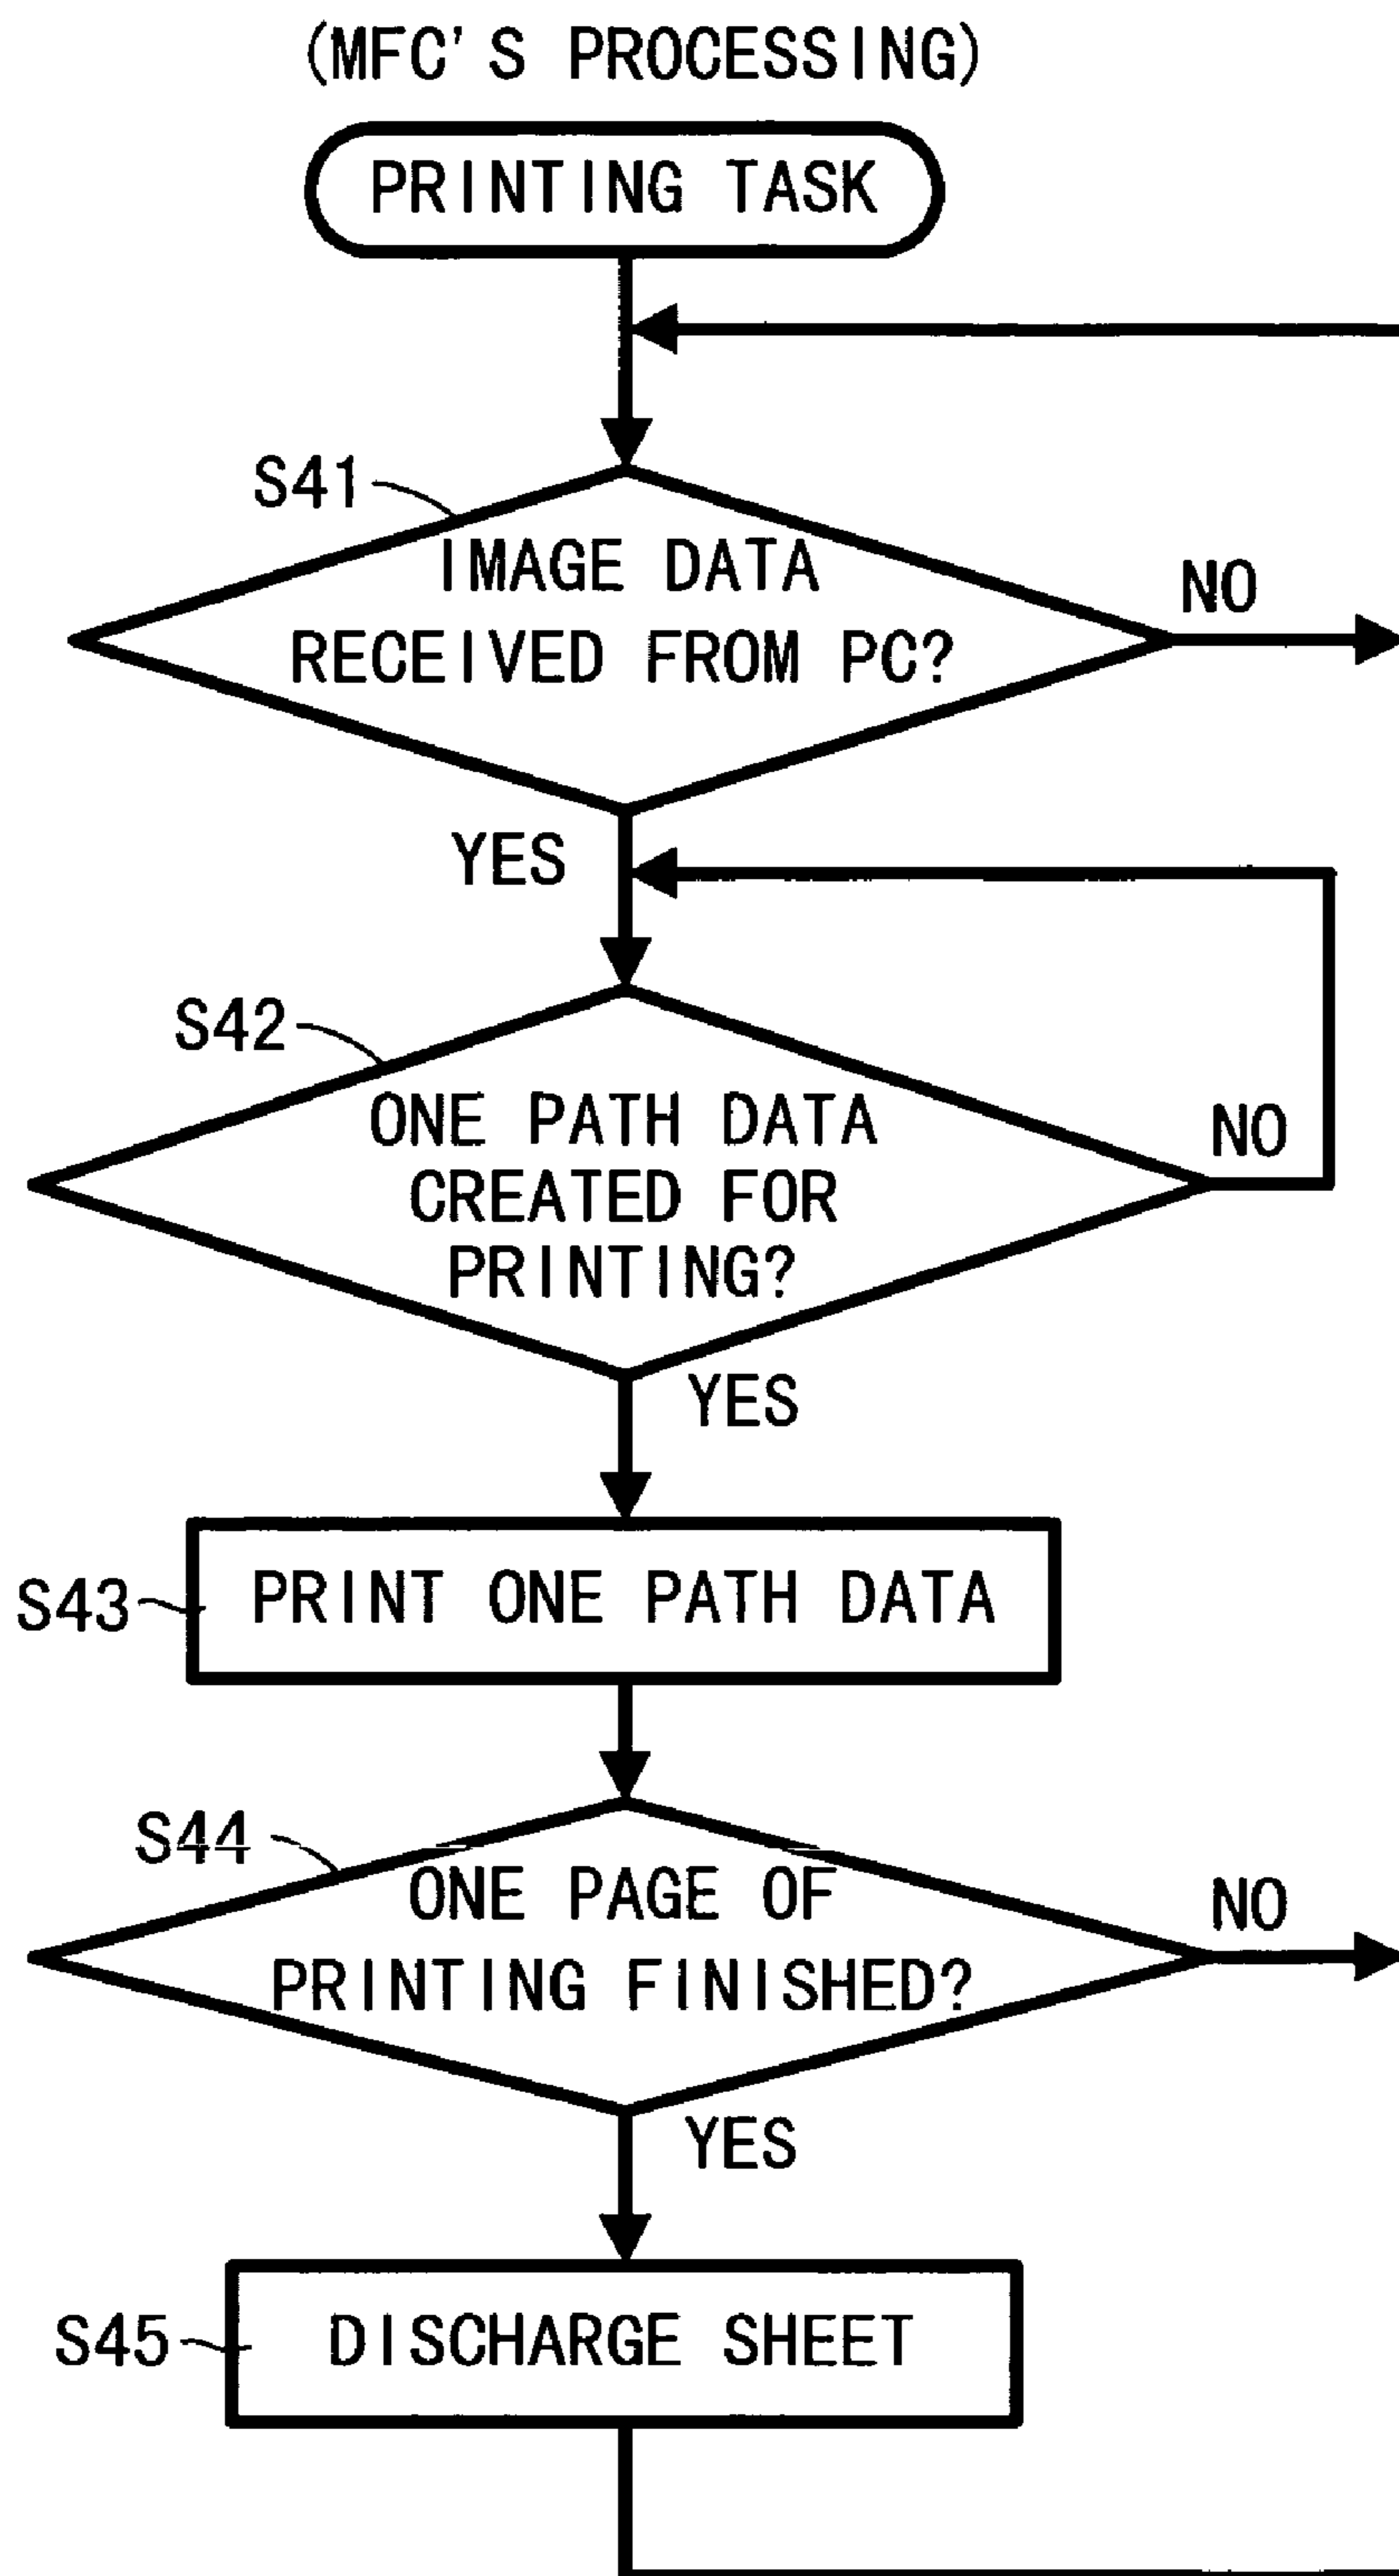 (MFC'S PROCESSING)
PRINTING TASK
S41
IMAGE DATA
RECEIVED FROM PC?
NO
YES
S42
ONE PATH DATA
CREATED FOR
PRINTING?
NO
YES
S43
PRINT ONE PATH DATA
S44
ONE PAGE OF
PRINTING FINISHED?
NO
YES
S45
DISCHARGE SHEET